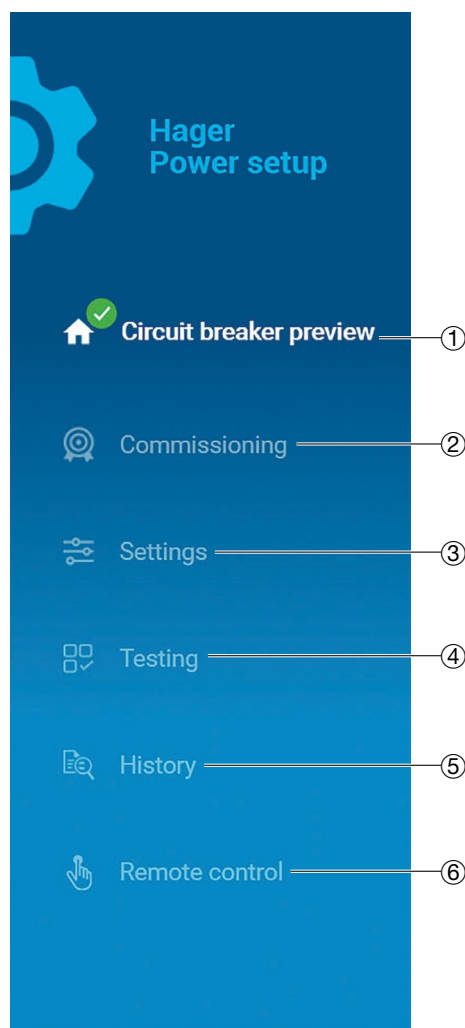 Hager
Power setup
Circuit breaker preview ①
Commissioning ②
Settings ③
Testing ④
History ⑤
Remote control ⑥